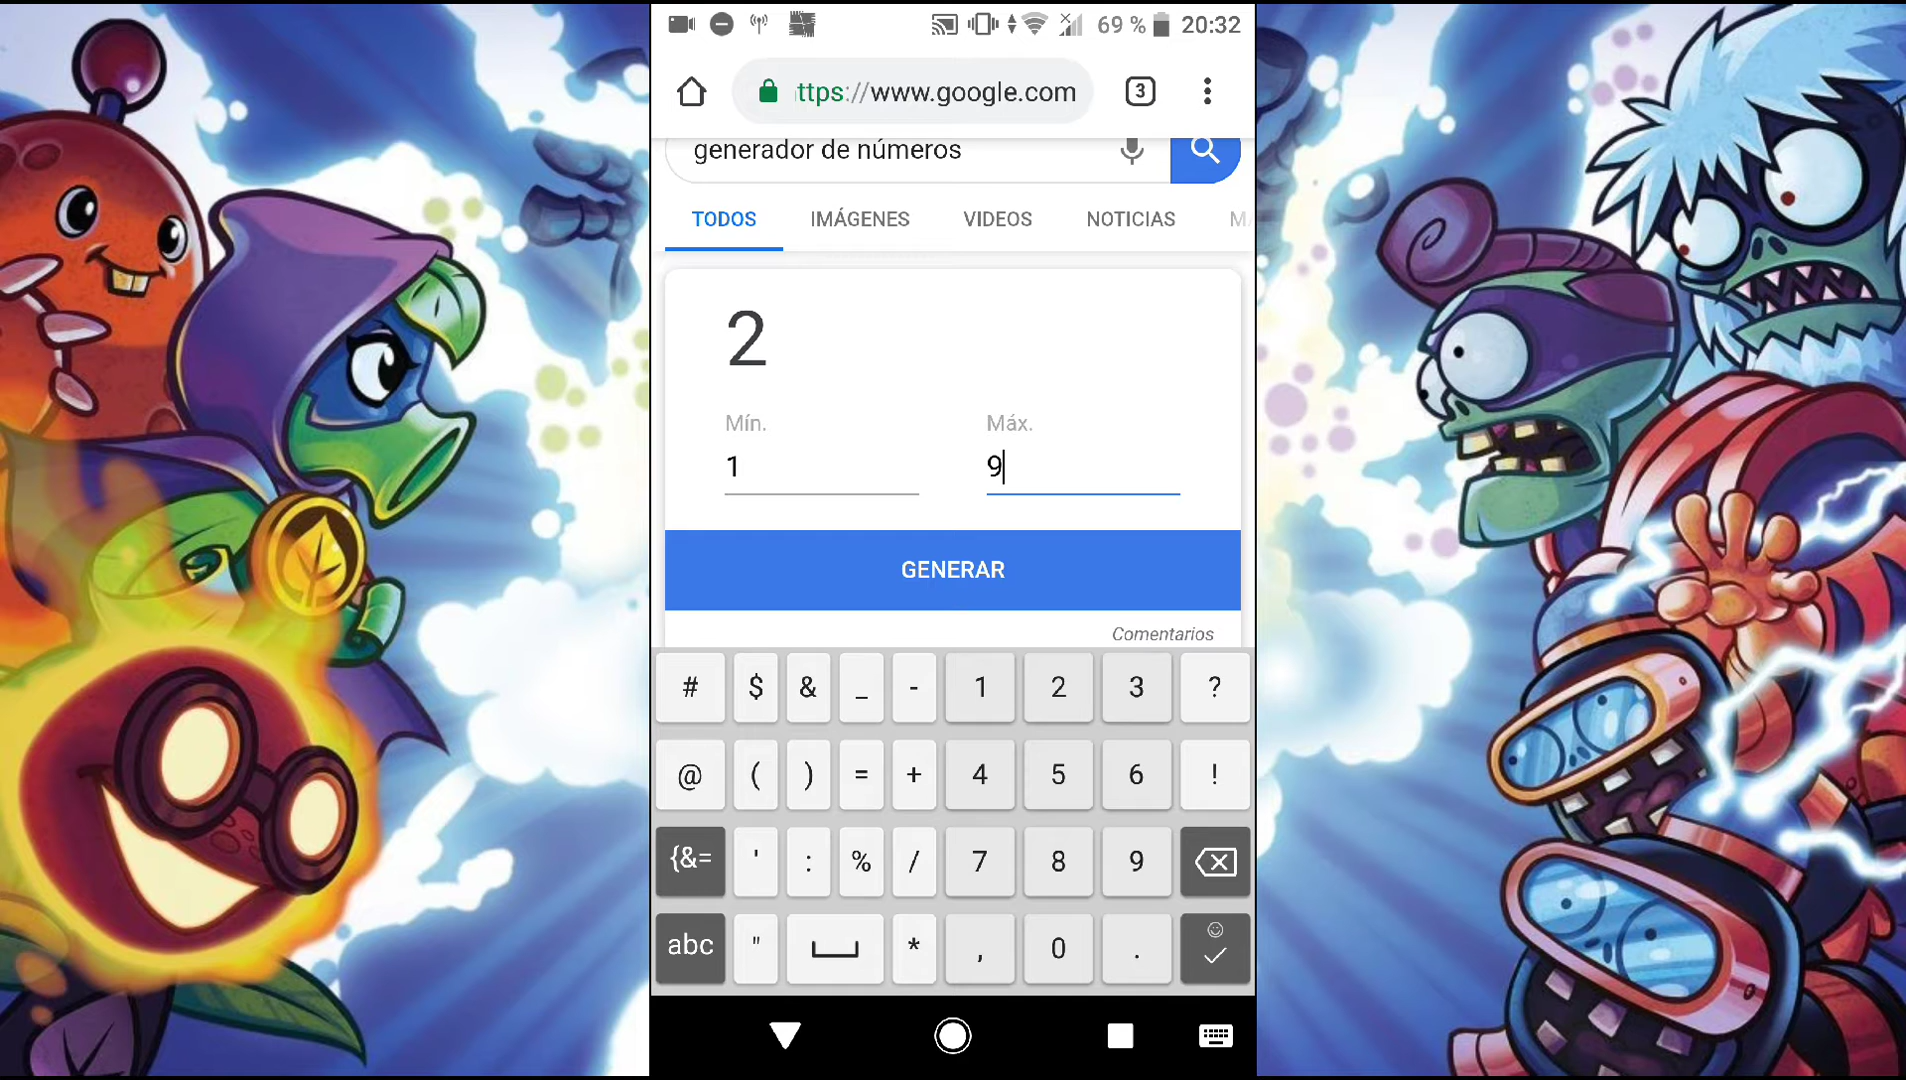 69 % 20:32
ttps://www.google.com 3
generador de números
TODOS IMÁGENES VIDEOS NOTICIAS M
2
Mín. Máx.
1 9
GENERAR
Comentarios
# $ & _ - 1 2 3 ?
@ ( ) = + 4 5 6 !
{&= ' : % / 7 8 9
abc " * , 0 .